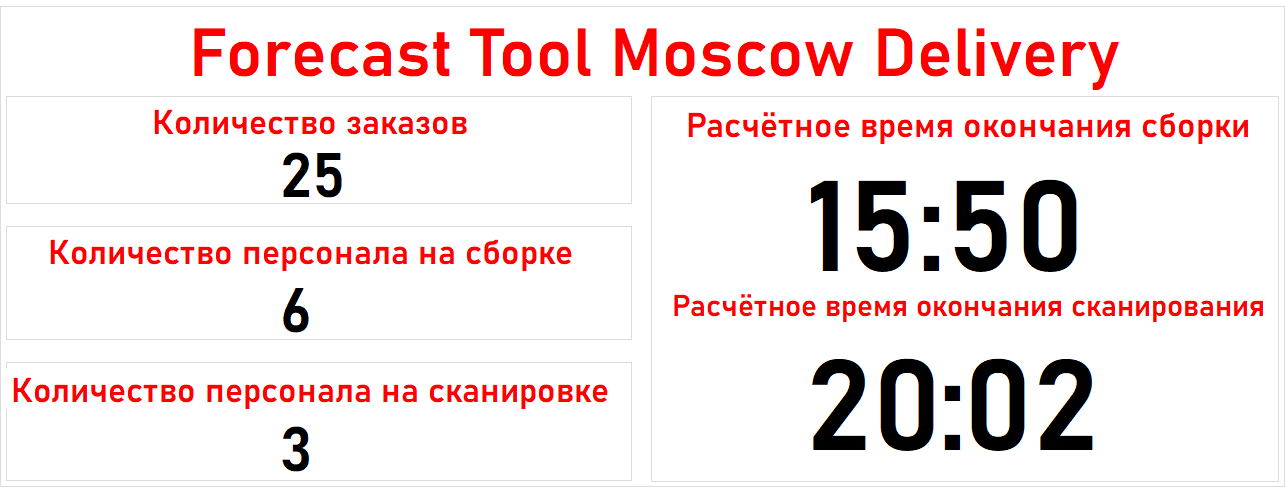 Forecast Tool Moscow Delivery
Количество заказов
25
Количество персонала на сборке
6
Количество персонала на сканировке
3
Расчётное время окончания сборки
15:50
Расчётное время окончания сканирования
20:02